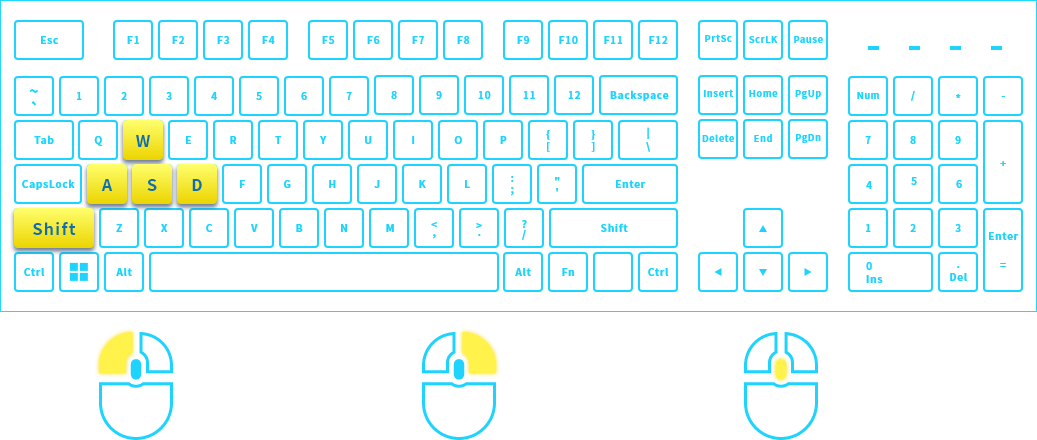 Esc F1 F2 F3 F4 F5 F6 F7 F8 F9 F10 F11 F12 PrtSc ScrLK Pause
~ ` 1 2 3 4 5 6 7 8 9 10 11 12 Backspace Insert Home PgUp Num / * -
Tab Q W E R T Y U I O P { [ } ] | \ Delete End PgDn 7 8 9 +
CapsLock A S D F G H J K L : ; " ' Enter 4 5 6
Shift Z X C V B N M < , > . ? / Shift ▲ 1 2 3 Enter =
Ctrl Alt Alt Fn Ctrl ◀ ▼ ▶ 0 Ins . Del